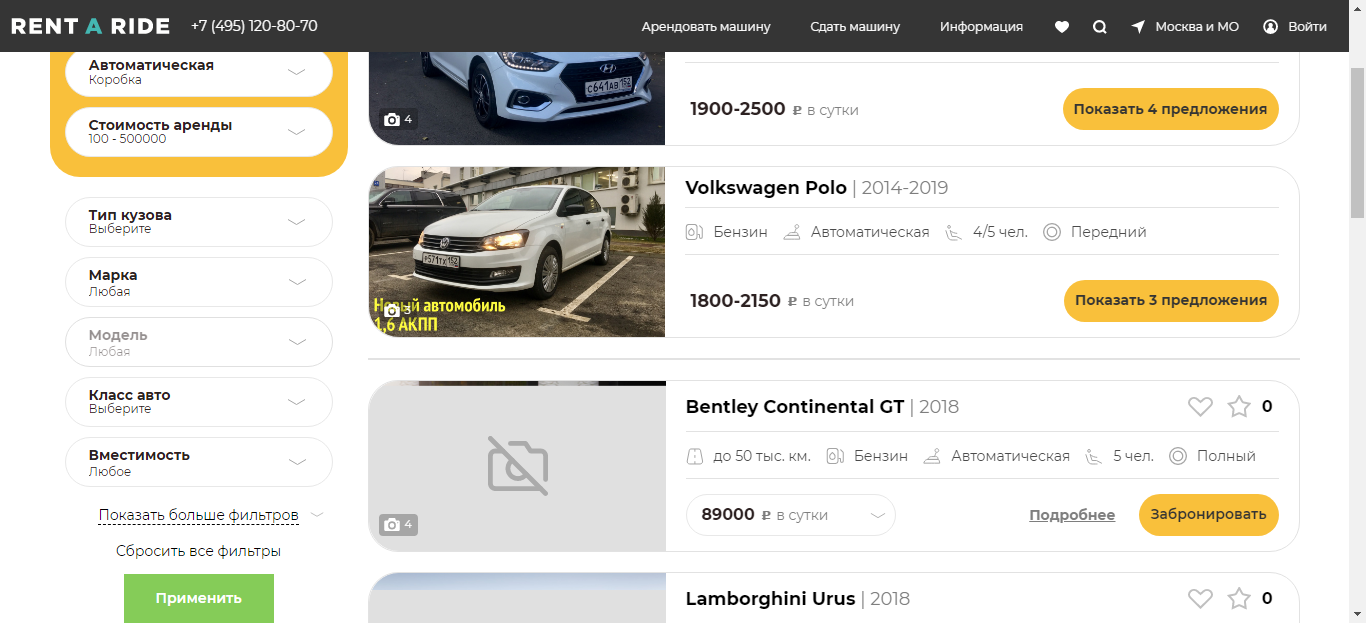 RENT A RIDE +7 (495) 120-80-70 Арендовать машину Сдать машину Информация Москва и МО Войти
Автоматическая
Коробка
Стоимость аренды
100 - 500000
Тип кузова
Выберите
Марка
Любая
Модель
Любая
Класс авто
Выберите
Вместимость
Любое
Показать больше фильтров
Сбросить все фильтры
Применить
С641АВ 152
4
1900-2500 ₽ в сутки Показать 4 предложения
Volkswagen Polo | 2014-2019
Бензин Автоматическая 4/5 чел. Передний
Новый автомобиль
1,6 АКПП
1800-2150 ₽ в сутки Показать 3 предложения
Bentley Continental GT | 2018 0
до 50 тыс. км. Бензин Автоматическая 5 чел. Полный
4
89000 ₽ в сутки Подробнее Забронировать
Lamborghini Urus | 2018 0